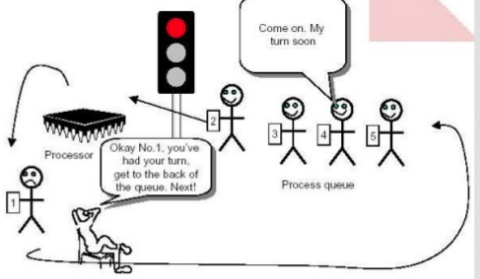 Come on. My
turn soon
2
3
4
5
Processor
Okay No.1, you've
had your turn,
get to the back of
the queue. Next!
Process queue
1